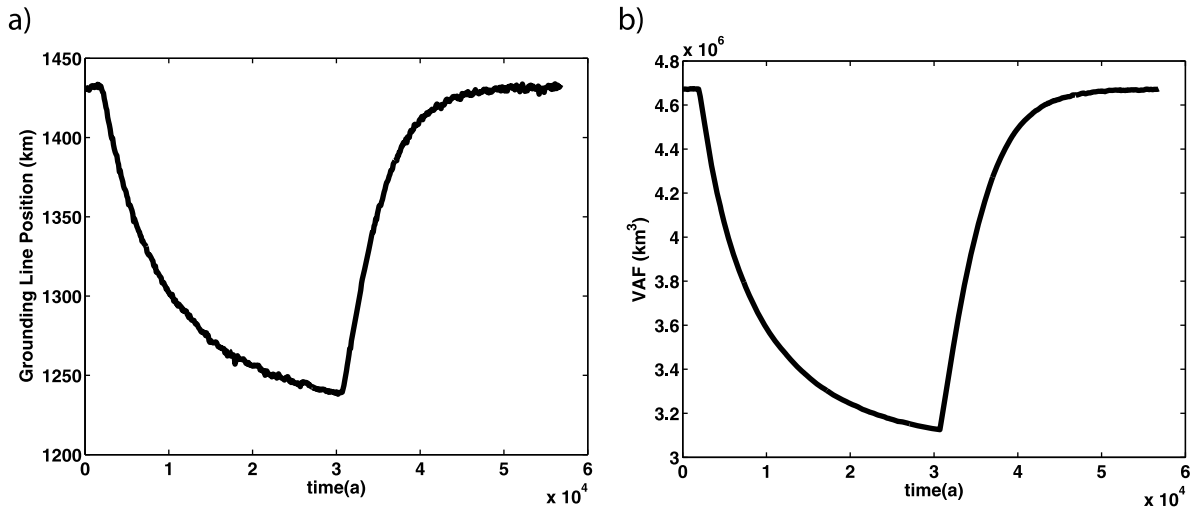 a)
1450
1400
1350
1300
1250
1200
Grounding Line Position (km)
0 1 2 3 4 5 6
time(a)
x 10^4
b)
x 10^6
4.8
4.6
4.4
4.2
4
3.8
3.6
3.4
3.2
3
VAF (km^3)
0 1 2 3 4 5 6
time(a)
x 10^4